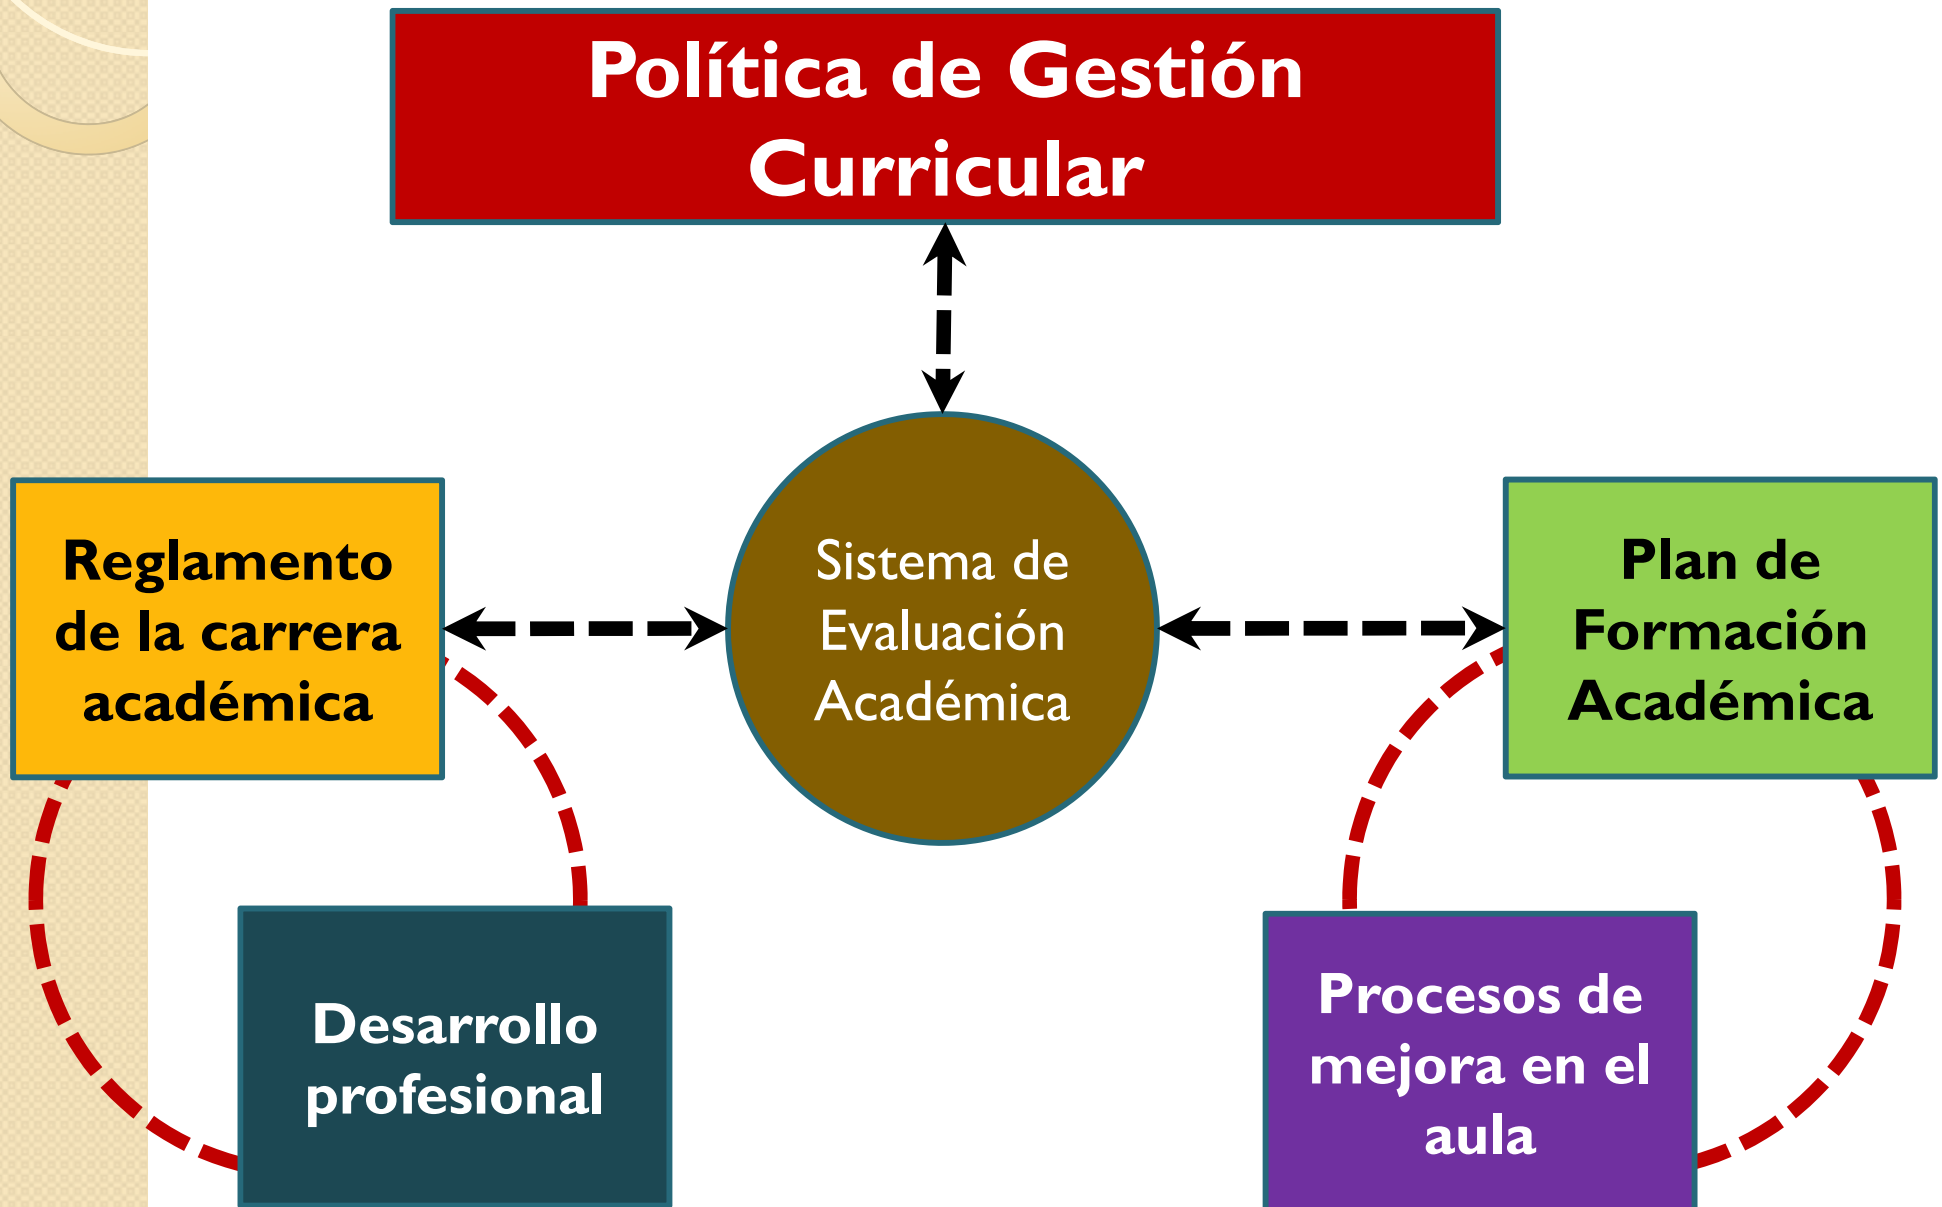 Política de Gestión
Curricular
Reglamento
de la carrera
académica
Sistema de
Evaluación
Académica
Plan de
Formación
Académica
Desarrollo
profesional
Procesos de
mejora en el
aula